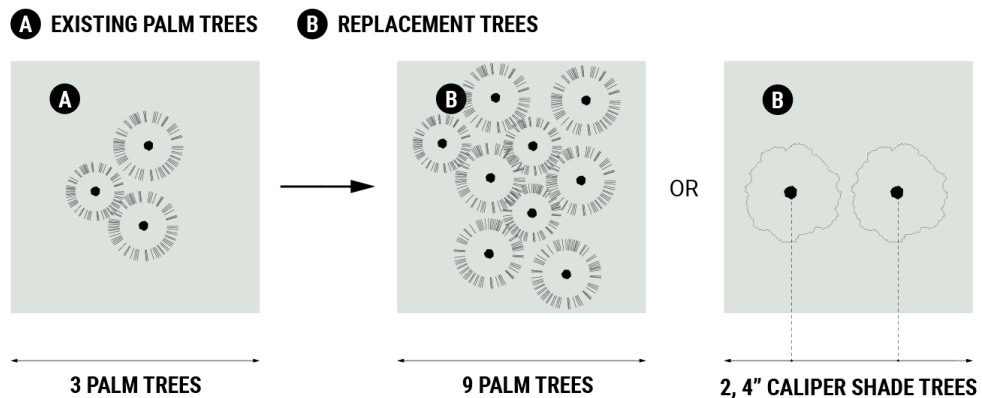 A EXISTING PALM TREES
B REPLACEMENT TREES
A
B
OR
B
3 PALM TREES
9 PALM TREES
2, 4” CALIPER SHADE TREES